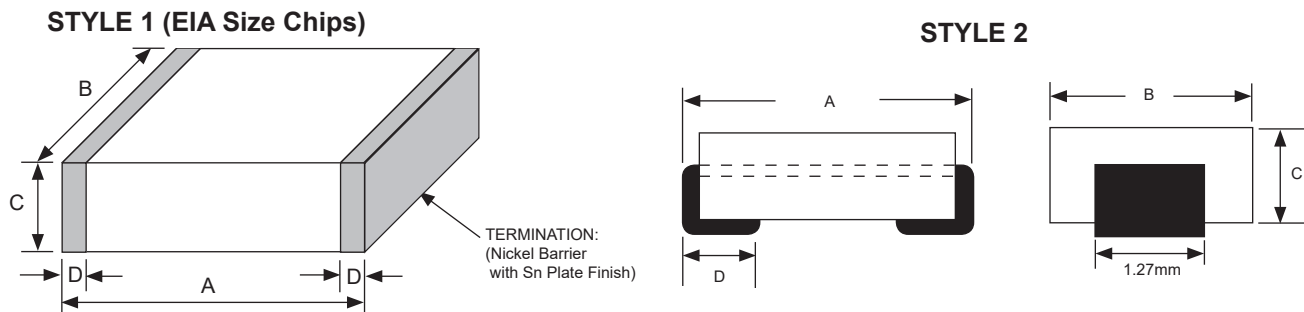 STYLE 1 (EIA Size Chips)
B
C
D
A
D
TERMINATION:
(Nickel Barrier
with Sn Plate Finish)
STYLE 2
A
D
B
C
1.27mm